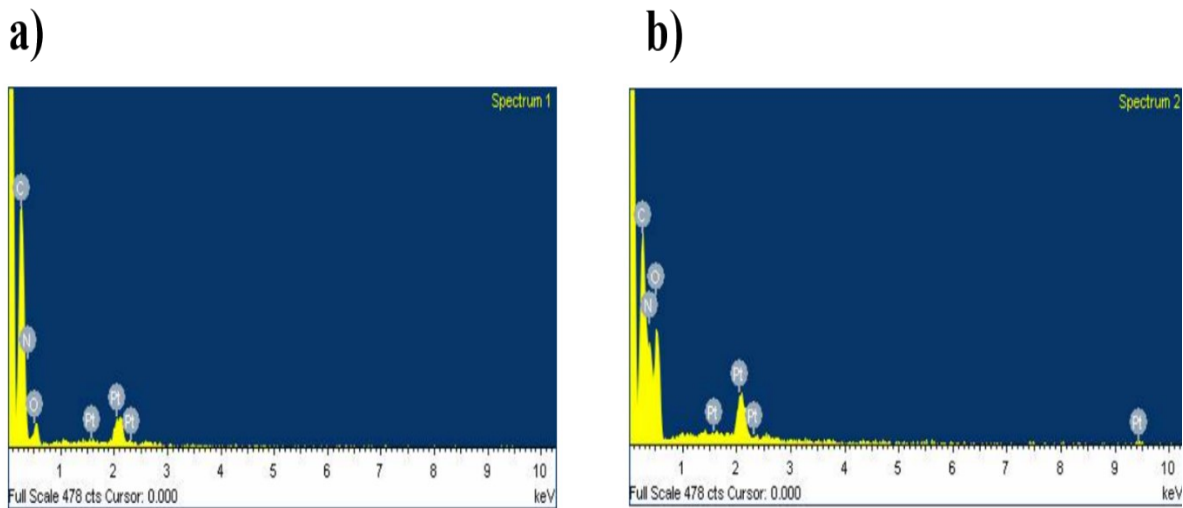 a)
b)
Spectrum 1
C
N
O
Pt
Pt
Pt
1 2 3 4 5 6 7 8 9 10
Full Scale 478 cts Cursor: 0.000 keV
Spectrum 2
C
O
N
Pt
Pt
Pt
Pt
1 2 3 4 5 6 7 8 9 10
Full Scale 478 cts Cursor: 0.000 keV